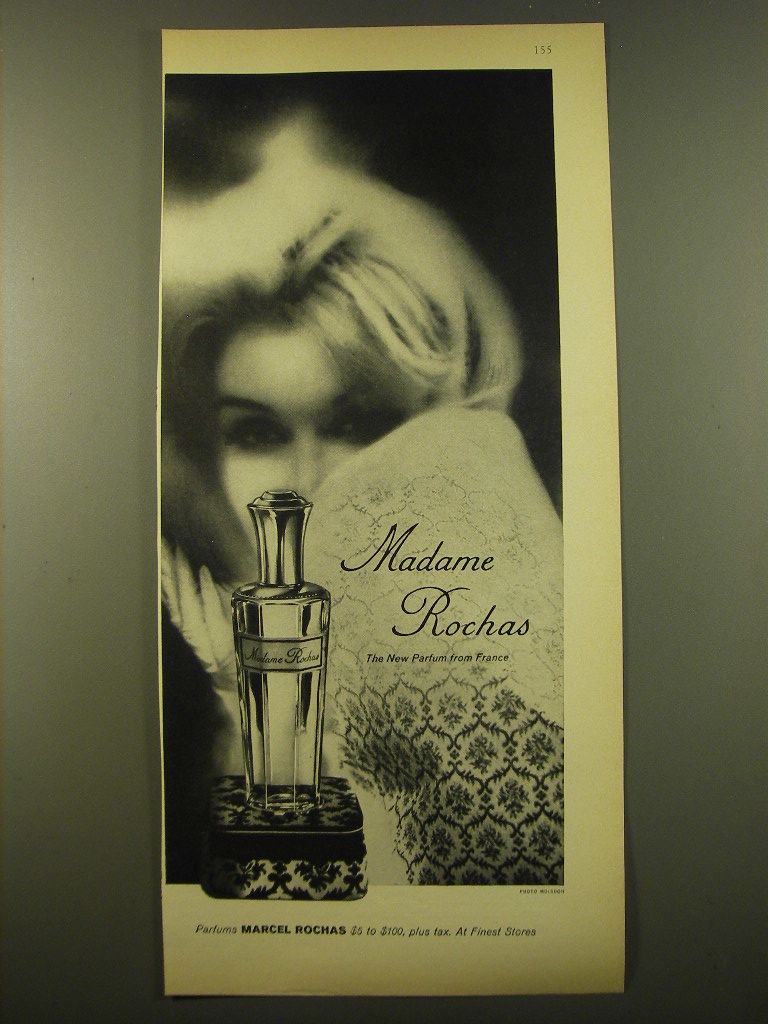 155
Madame
Rochas
The New Parfum from France
Madame Rochas
Parfums MARCEL ROCHAS $5 to $100, plus tax. At Finest Stores
PHOTO